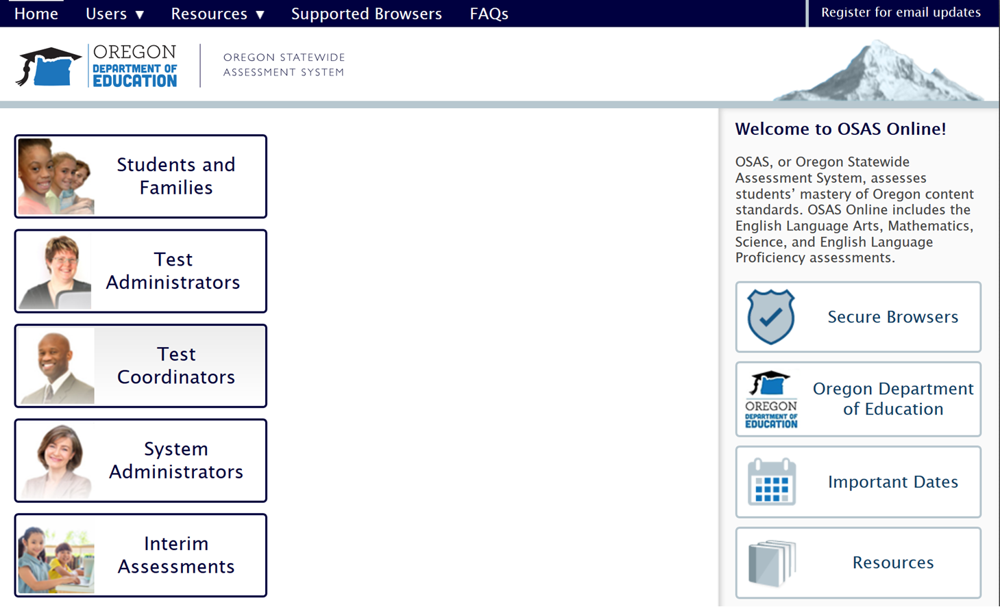 Home
Users ▼
Resources ▼
Supported Browsers
FAQs
Register for email updates
OREGON
DEPARTMENT OF
EDUCATION
OREGON STATEWIDE
ASSESSMENT SYSTEM
Students and
Families
Test
Administrators
Test
Coordinators
System
Administrators
Interim
Assessments
Welcome to OSAS Online!
OSAS, or Oregon Statewide
Assessment System, assesses
students’ mastery of Oregon content
standards. OSAS Online includes the
English Language Arts, Mathematics,
Science, and English Language
Proficiency assessments.
Secure Browsers
OREGON
DEPARTMENT OF
EDUCATION
Oregon Department
of Education
Important Dates
Resources